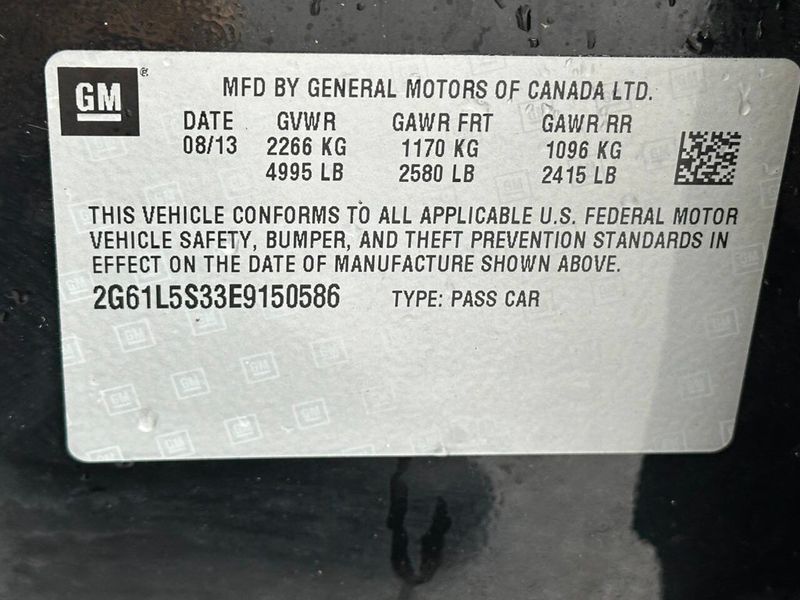 GM
MFD BY GENERAL MOTORS OF CANADA LTD.
DATE GVWR GAWR FRT GAWR RR
08/13 2266 KG 1170 KG 1096 KG
4995 LB 2580 LB 2415 LB
THIS VEHICLE CONFORMS TO ALL APPLICABLE U.S. FEDERAL MOTOR
VEHICLE SAFETY, BUMPER, AND THEFT PREVENTION STANDARDS IN
EFFECT ON THE DATE OF MANUFACTURE SHOWN ABOVE.
2G61L5S33E9150586 TYPE: PASS CAR